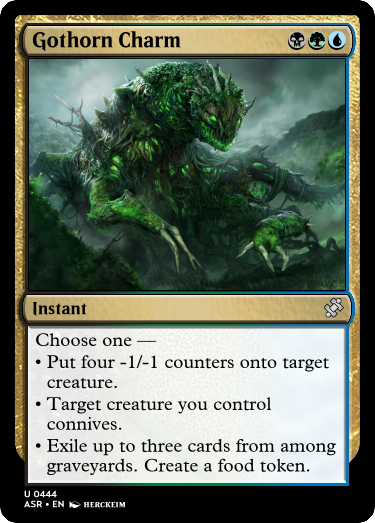 Gothorn Charm
Instant
Choose one —
• Put four -1/-1 counters onto target
creature.
• Target creature you control
connives.
• Exile up to three cards from among
graveyards. Create a food token.
U 0444
ASR • EN HERCKEIM